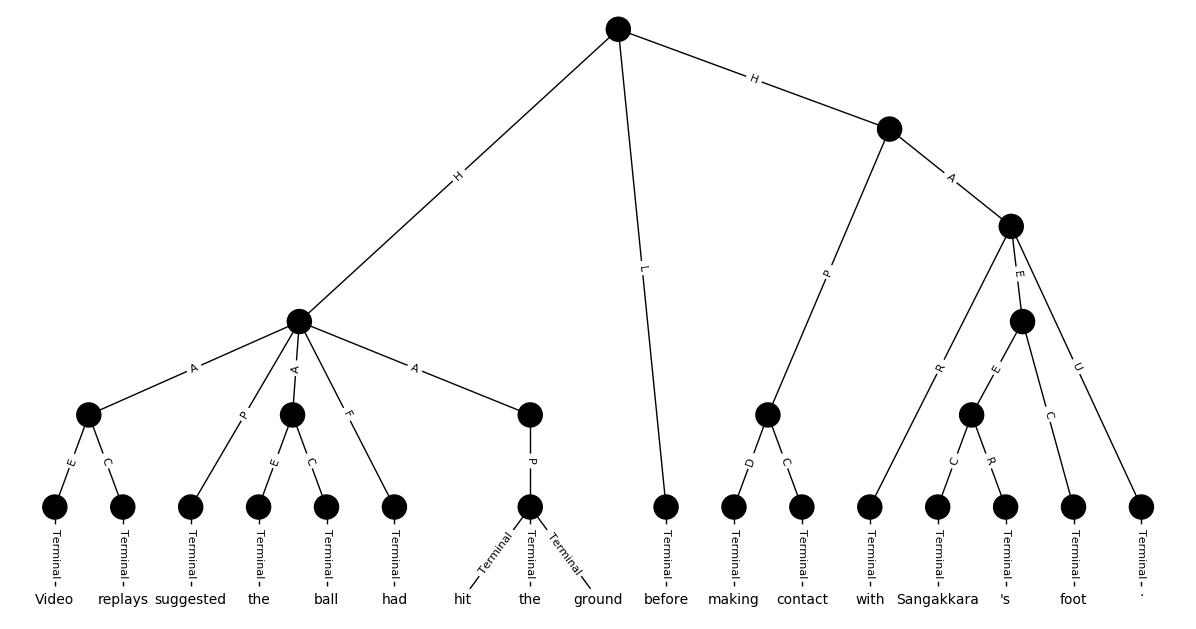 H
A
H
P
L
E
A
A
A
P
F
R
E
U
E
C
E
C
P
D
C
C
R
C
Terminal Terminal Terminal Terminal Terminal Terminal Terminal Terminal Terminal Terminal Terminal Terminal Terminal Terminal Terminal Terminal Terminal
Video replays suggested the ball had hit the ground before making contact with Sangakkara 's foot .